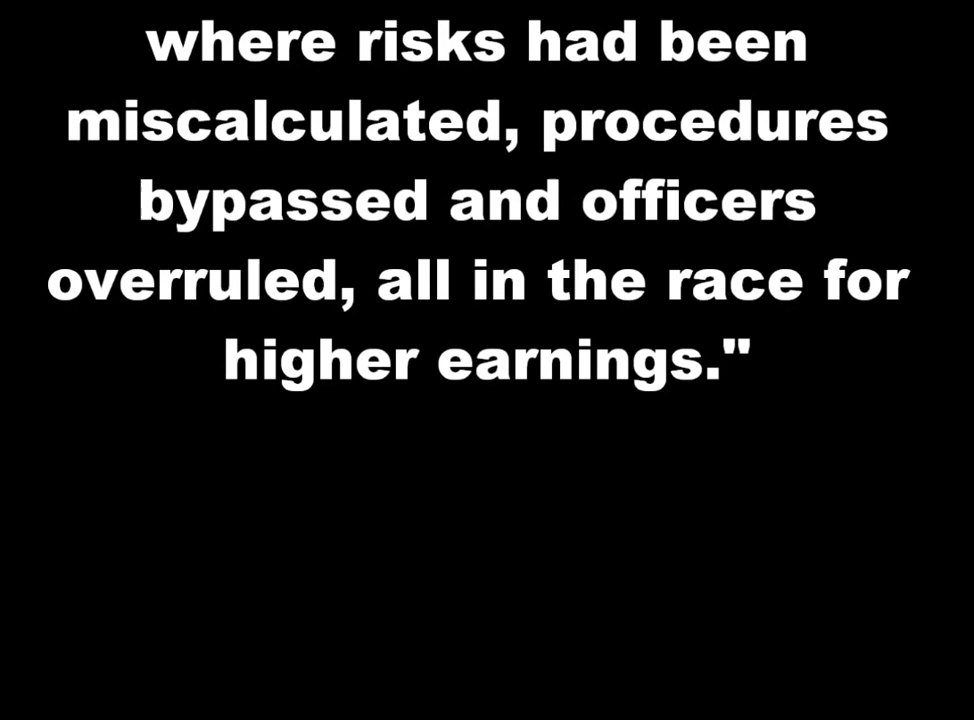 where risks had been
miscalculated, procedures
bypassed and officers
overruled, all in the race for
higher earnings."